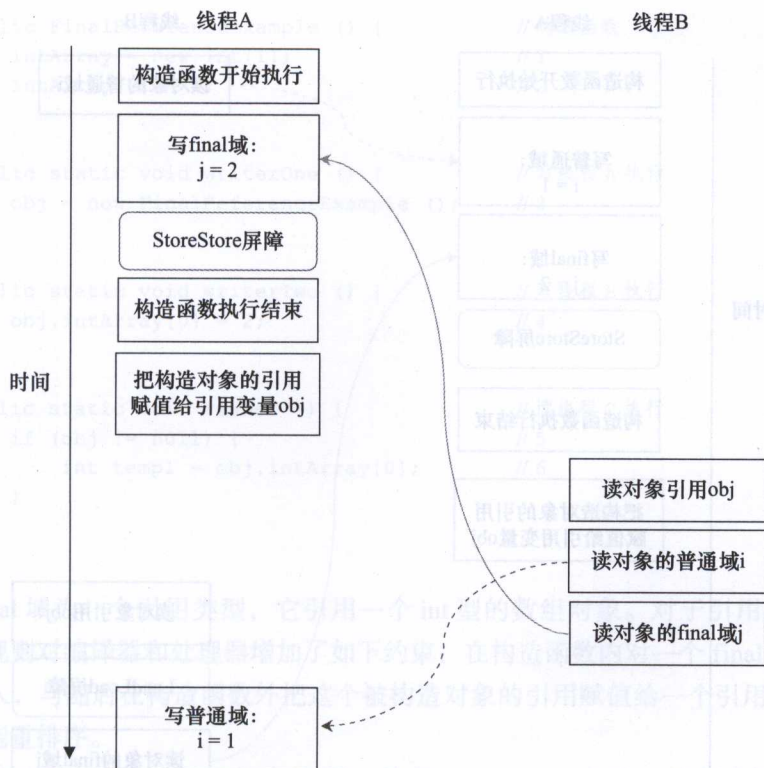 线程A
线程B
构造函数开始执行
写final域:
j = 2
StoreStore屏障
构造函数执行结束
时间
把构造对象的引用
赋值给引用变量obj
读对象引用obj
读对象的普通域i
读对象的final域j
写普通域:
i = 1